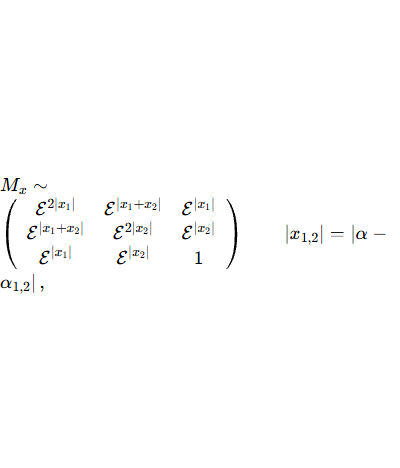 M_x ∼
( ℰ^{2|x_1|} ℰ^{|x_1+x_2|} ℰ^{|x_1|}
ℰ^{|x_1+x_2|} ℰ^{2|x_2|} ℰ^{|x_2|}
ℰ^{|x_1|} ℰ^{|x_2|} 1 ) |x_{1,2}| = |α −
α_{1,2}| ,